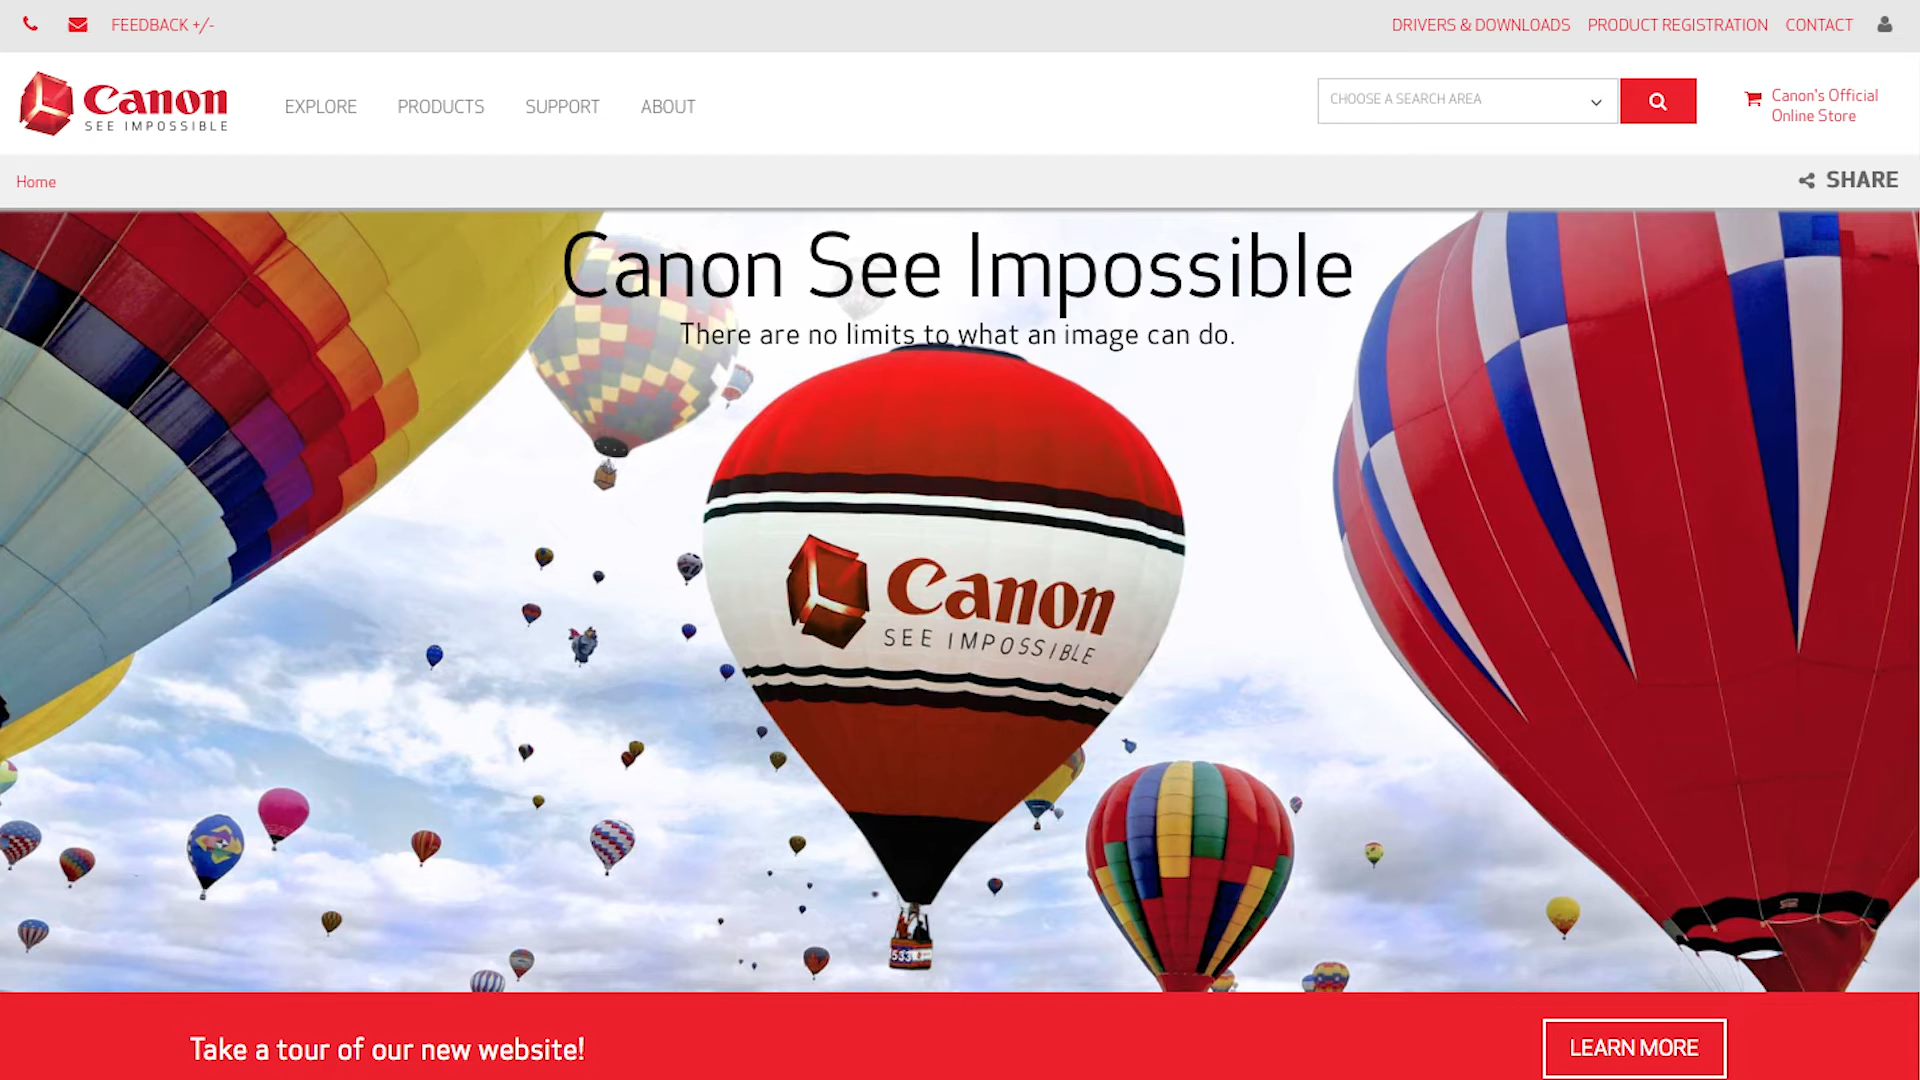 FEEDBACK +/-
DRIVERS & DOWNLOADS
PRODUCT REGISTRATION
CONTACT
Canon
SEE IMPOSSIBLE
EXPLORE
PRODUCTS
SUPPORT
ABOUT
CHOOSE A SEARCH AREA
Canon's Official
Online Store
Home
SHARE
Canon See Impossible
There are no limits to what an image can do.
Canon
SEE IMPOSSIBLE
533
Take a tour of our new website!
LEARN MORE